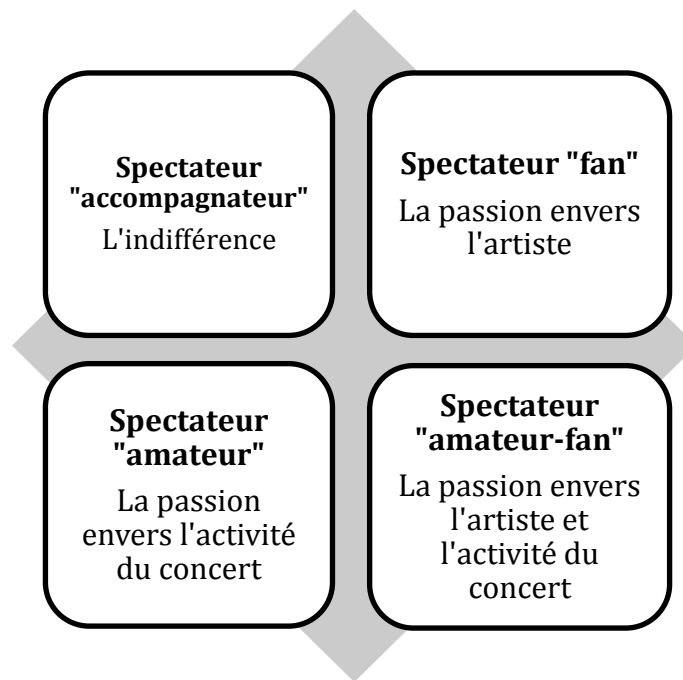 Spectateur
"accompagnateur"
L'indifférence
Spectateur "fan"
La passion envers
l'artiste
Spectateur
"amateur"
La passion
envers l'activité
du concert
Spectateur
"amateur-fan"
La passion envers
l'artiste et
l'activité du
concert